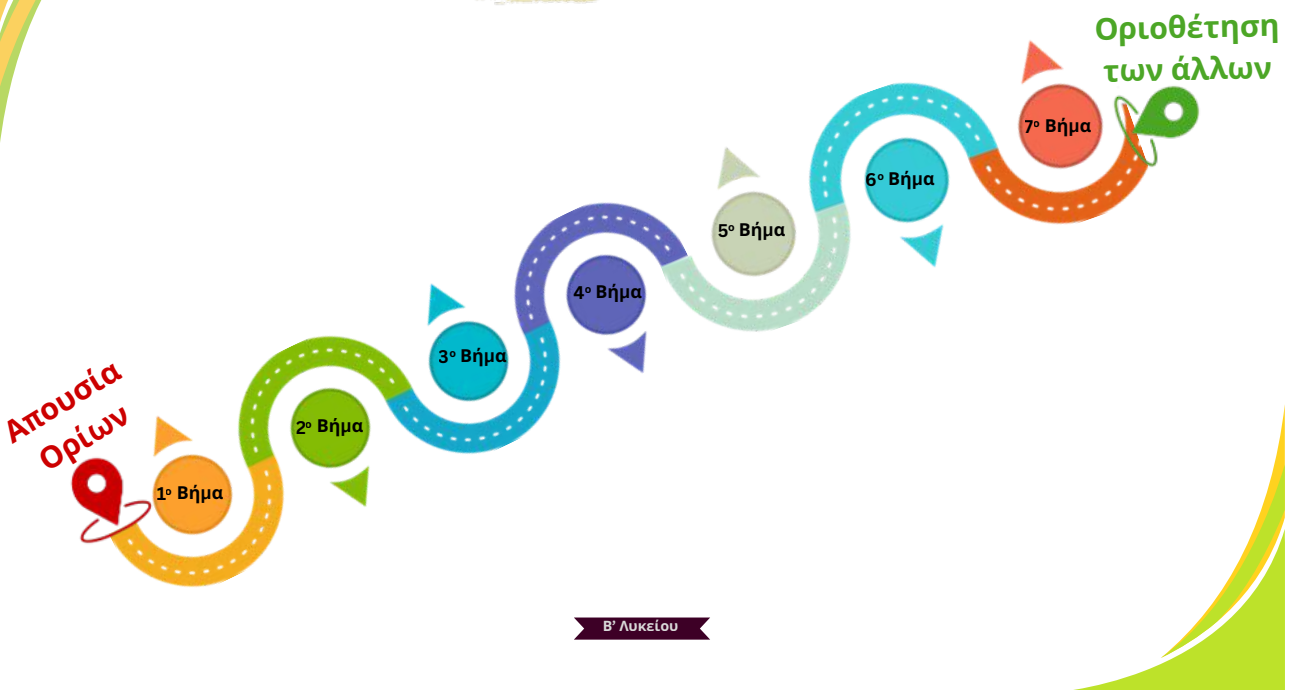 Απουσία
Ορίων
1ο Βήμα
2ο Βήμα
3ο Βήμα
4ο Βήμα
5ο Βήμα
6ο Βήμα
7ο Βήμα
Οριοθέτηση
των άλλων
Β’ Λυκείου